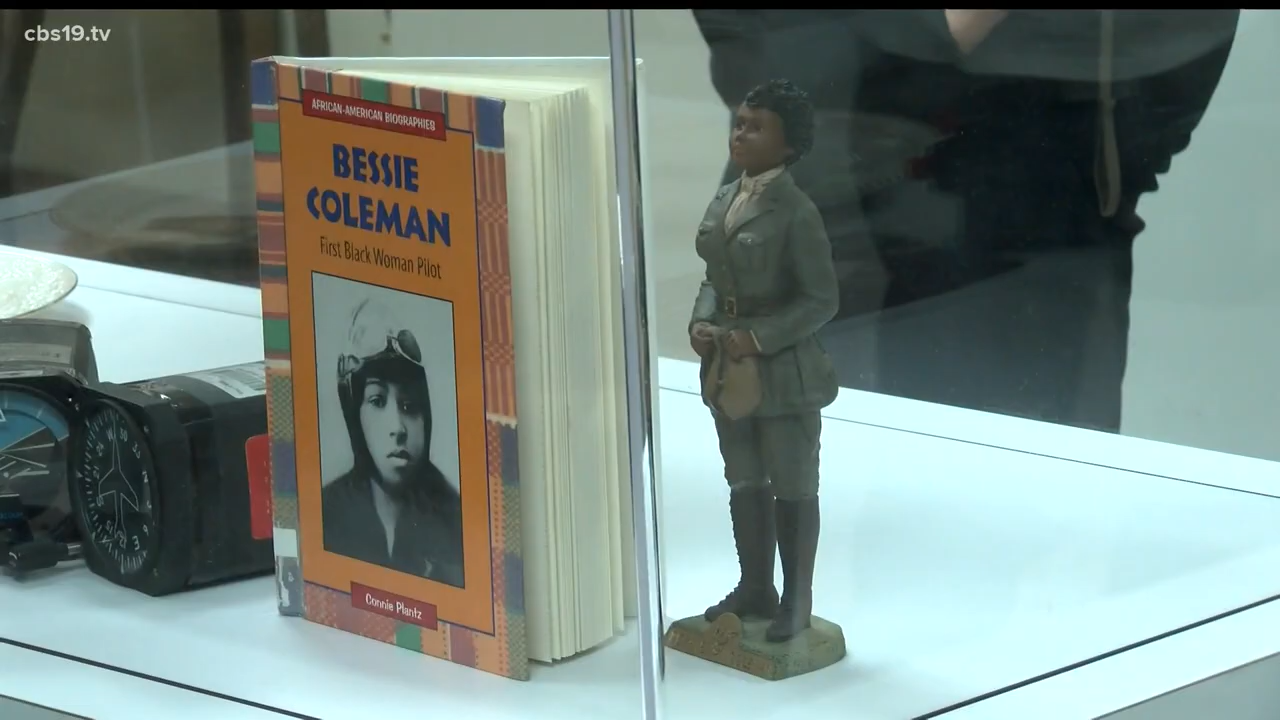 cbs19.tv
AFRICAN-AMERICAN BIOGRAPHIES
BESSIE
COLEMAN
First Black Woman Pilot
Connie Plantz